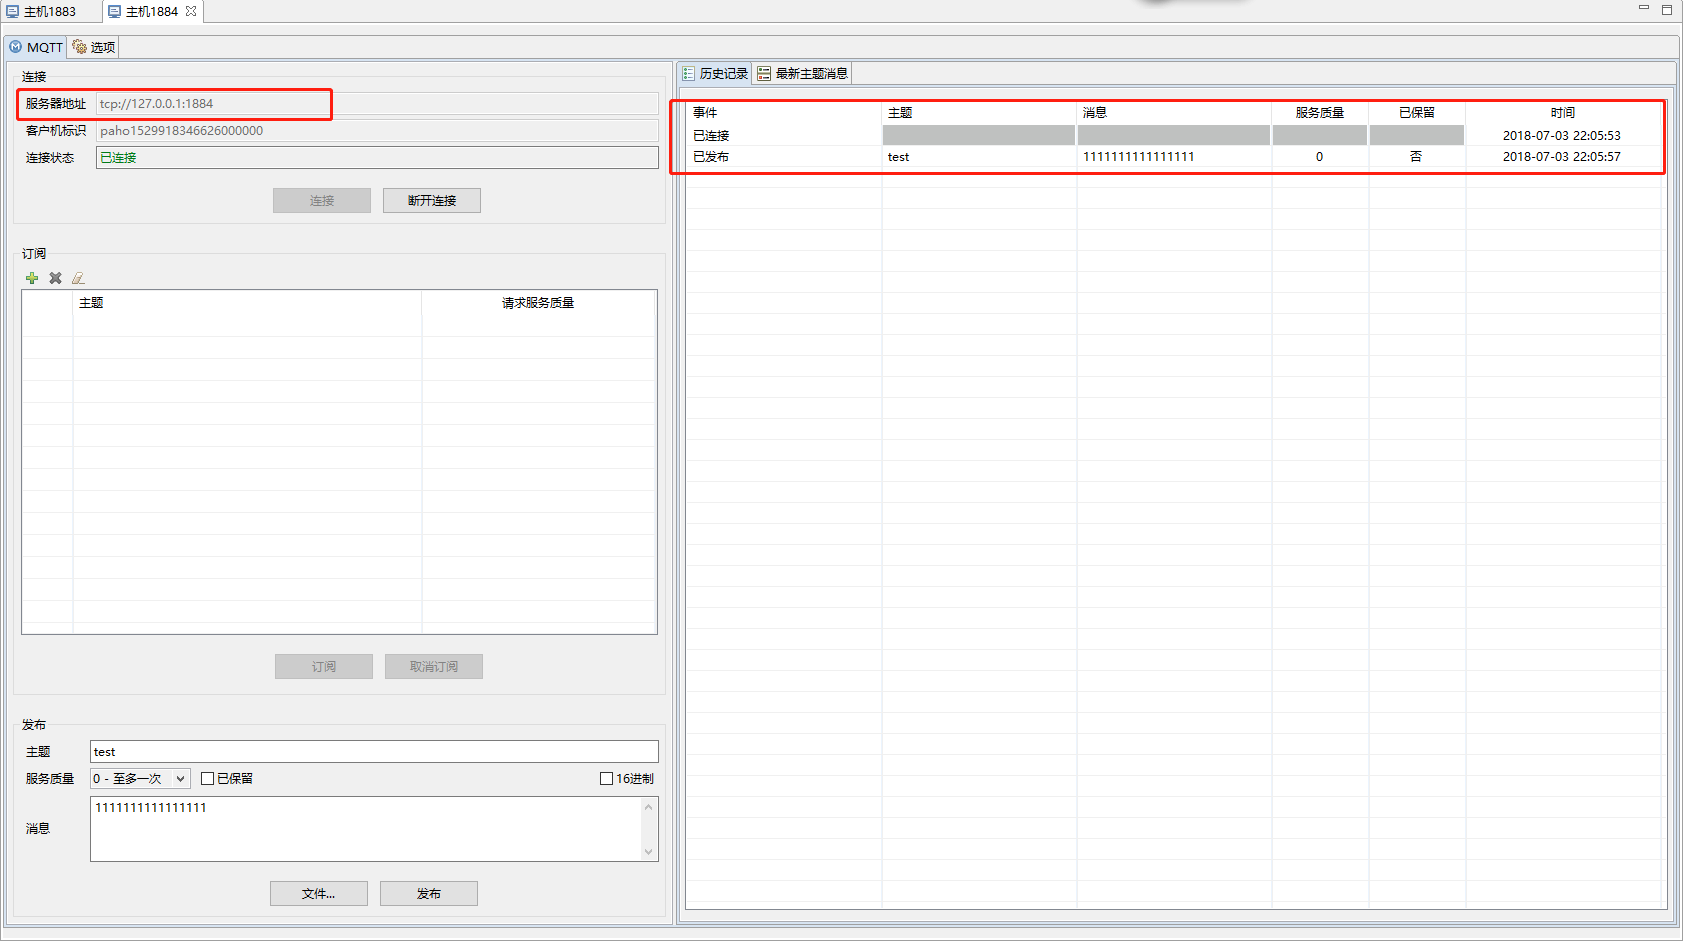 主机1883 主机1884
MQTT 选项
连接
服务器地址 tcp://127.0.0.1:1884
客户机标识 paho1529918346626000000
连接状态 已连接
连接 断开连接
订阅
主题 请求服务质量
订阅 取消订阅
发布
主题 test
服务质量 0 - 至多一次 已保留 16进制
消息 1111111111111111
文件... 发布
历史记录 最新主题消息
事件 主题 消息 服务质量 已保留 时间
已连接 2018-07-03 22:05:53
已发布 test 1111111111111111 0 否 2018-07-03 22:05:57